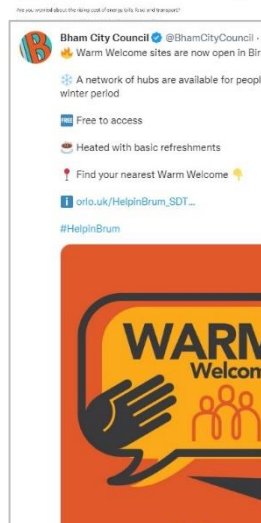 Are you worried about the rising cost of energy bills, food and transport?
Bham City Council @BhamCityCouncil ·
🔥 Warm Welcome sites are now open in Bir
❄️ A network of hubs are available for peopl
winter period
🆓 Free to access
☕ Heated with basic refreshments
📍 Find your nearest Warm Welcome 👇
ℹ️ orlo.uk/HelpinBrum_SDT...
#HelpinBrum
WARM
Welcom